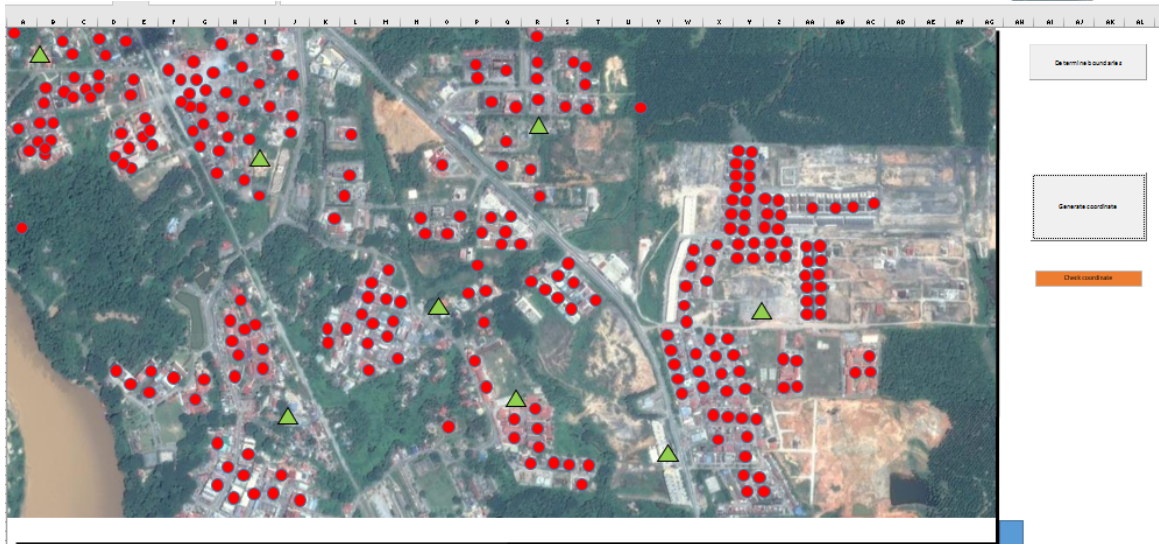 A B C D E F G H I J K L M N O P Q R S T U V W X Y Z AA AB AC AD AE AF AG AH AI AJ AK AL
Determine boundaries
Generate coordinate
Check coordinate